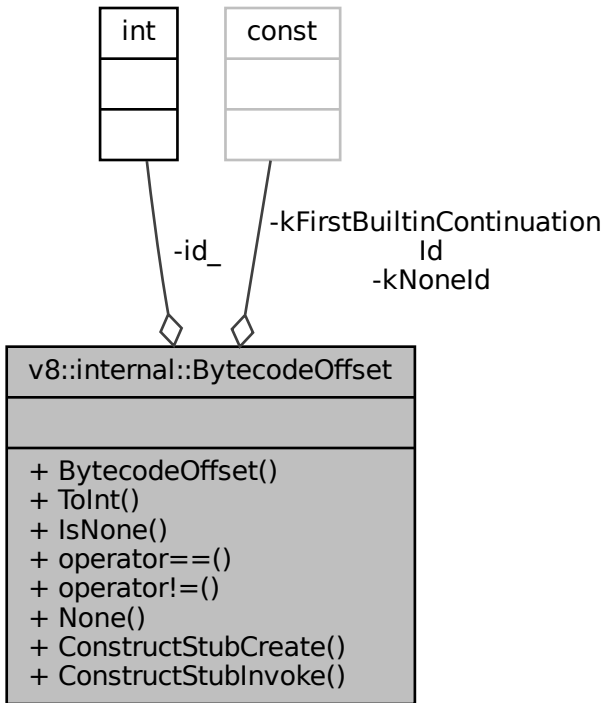 int
const
-id_
-kFirstBuiltinContinuation
Id
-kNoneId
v8::internal::BytecodeOffset
+ BytecodeOffset()
+ ToInt()
+ IsNone()
+ operator==()
+ operator!=()
+ None()
+ ConstructStubCreate()
+ ConstructStubInvoke()